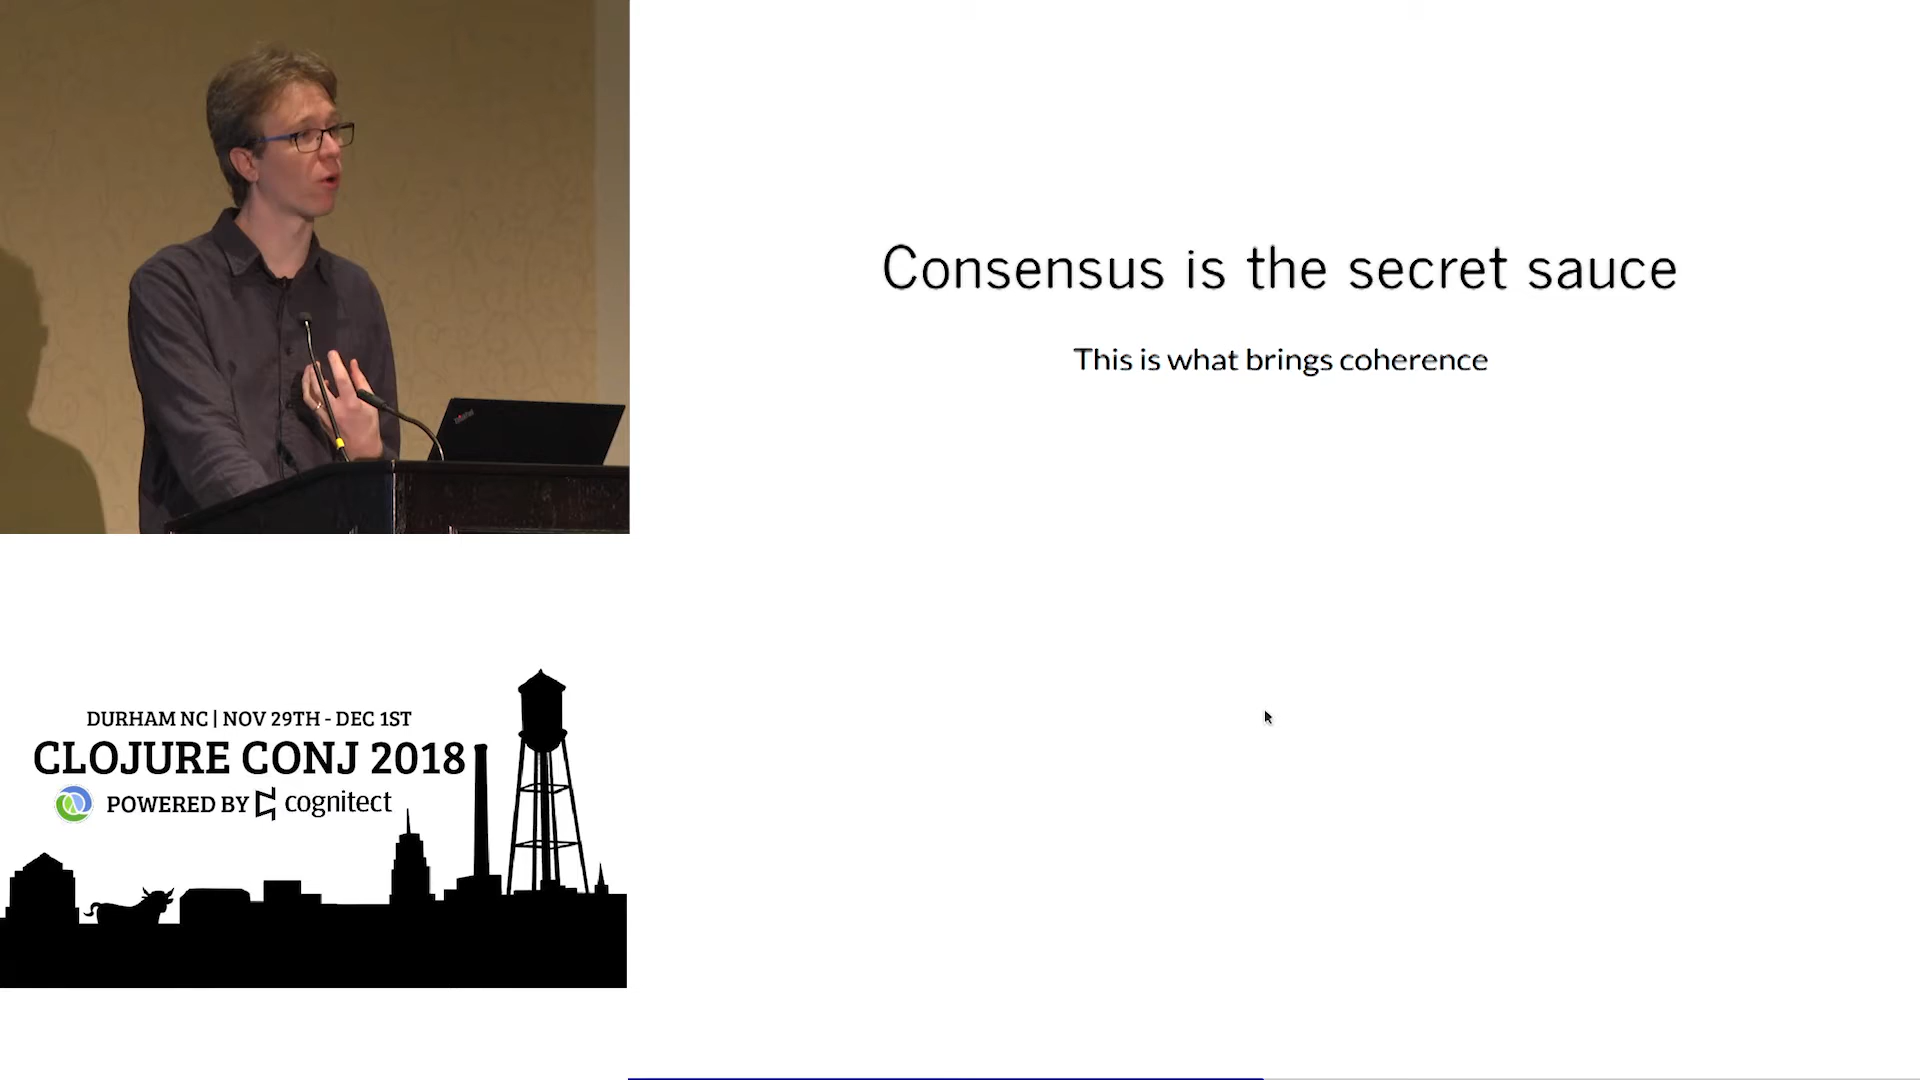 Consensus is the secret sauce
This is what brings coherence
ThinkPad
DURHAM NC | NOV 29TH - DEC 1ST
CLOJURE CONJ 2018
POWERED BY cognitect